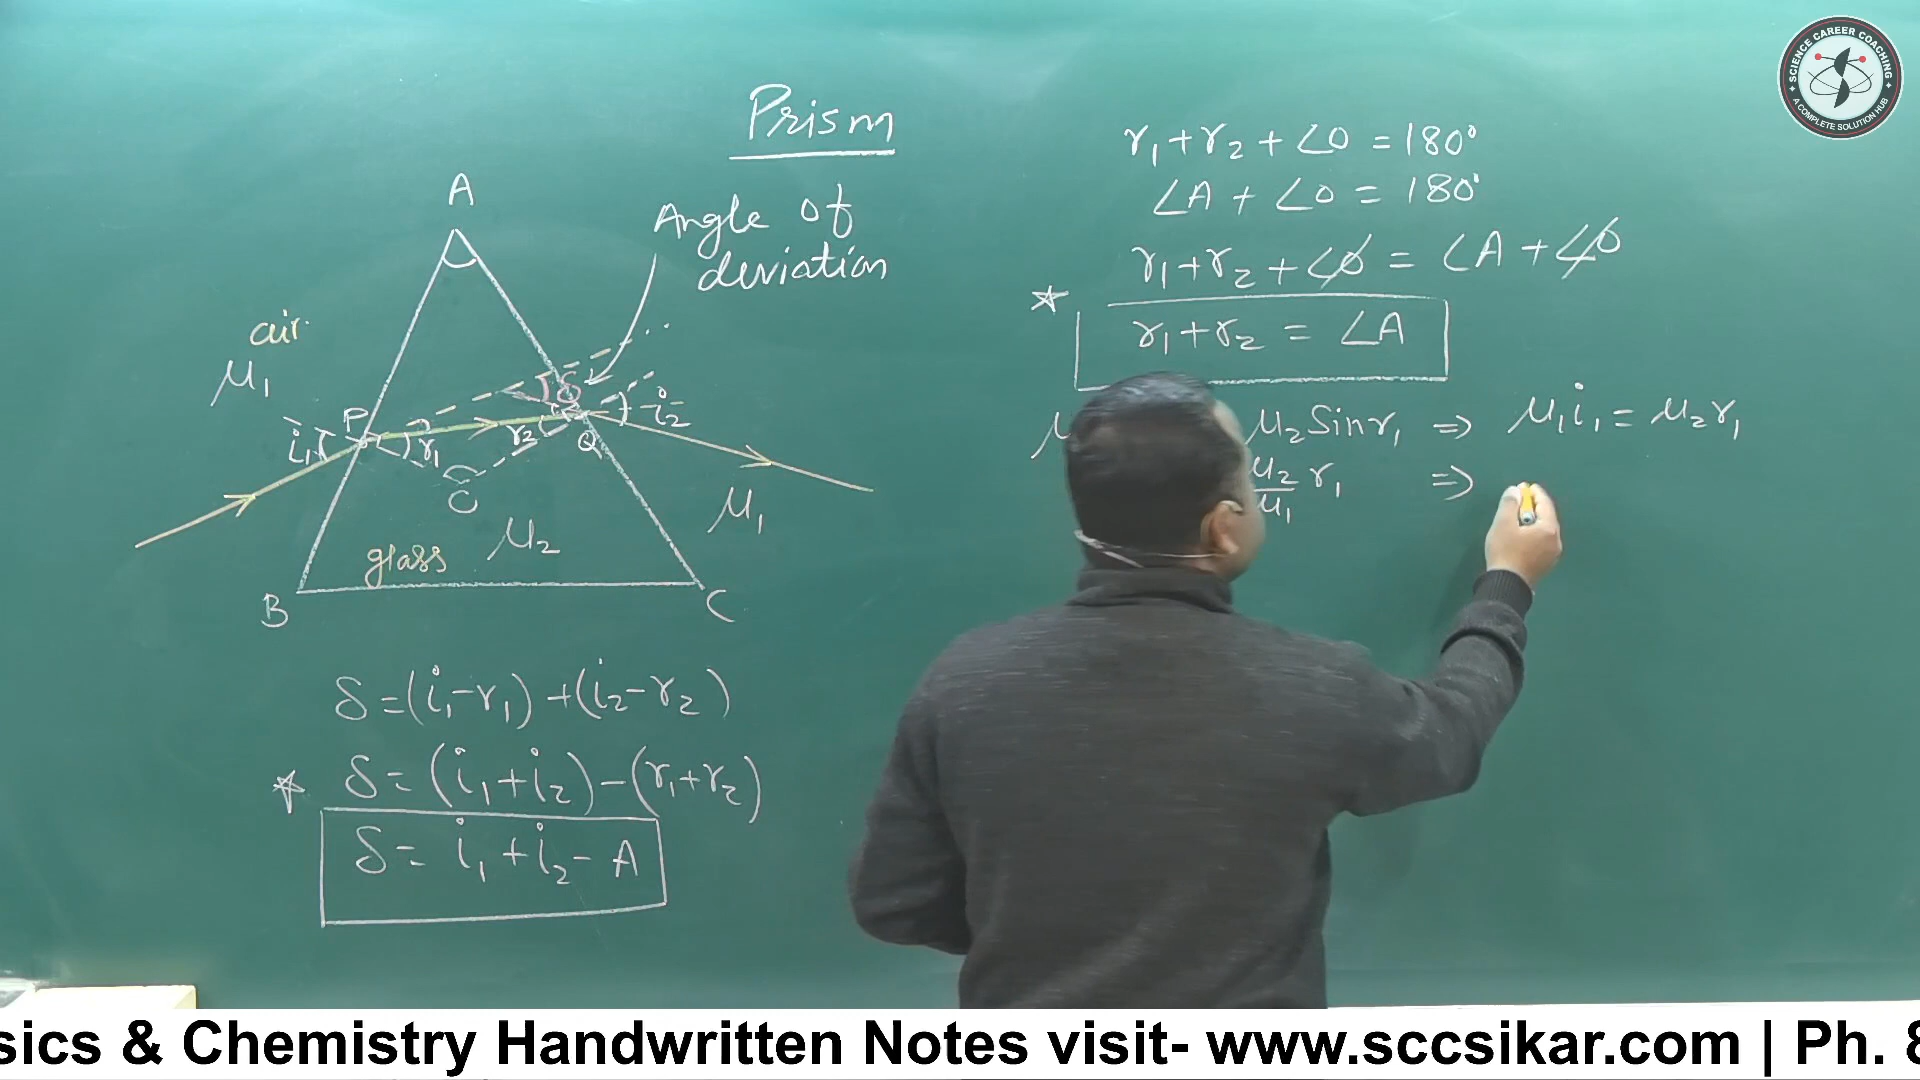 SCIENCE CAREER COACHING
A COMPLETE SOLUTION HUB
Prism
Angle of
deviation
A
air
μ₁
P
i₁
r₁
r₂
δ
i₂
Q
O
μ₂
μ₁
glass
B
C
δ = (i₁ - r₁) + (i₂ - r₂)
☆ δ = (i₁ + i₂) - (r₁ + r₂)
δ = i₁ + i₂ - A
r₁ + r₂ + ∠O = 180°
∠A + ∠O = 180°
r₁ + r₂ + ∠O = ∠A + ∠O
☆ r₁ + r₂ = ∠A
μ₂ Sin r₁ ⇒ μ₁ i₁ = μ₂ r₁
μ₂/μ₁ r₁ ⇒
sics & Chemistry Handwritten Notes visit- www.sccsikar.com | Ph. 8